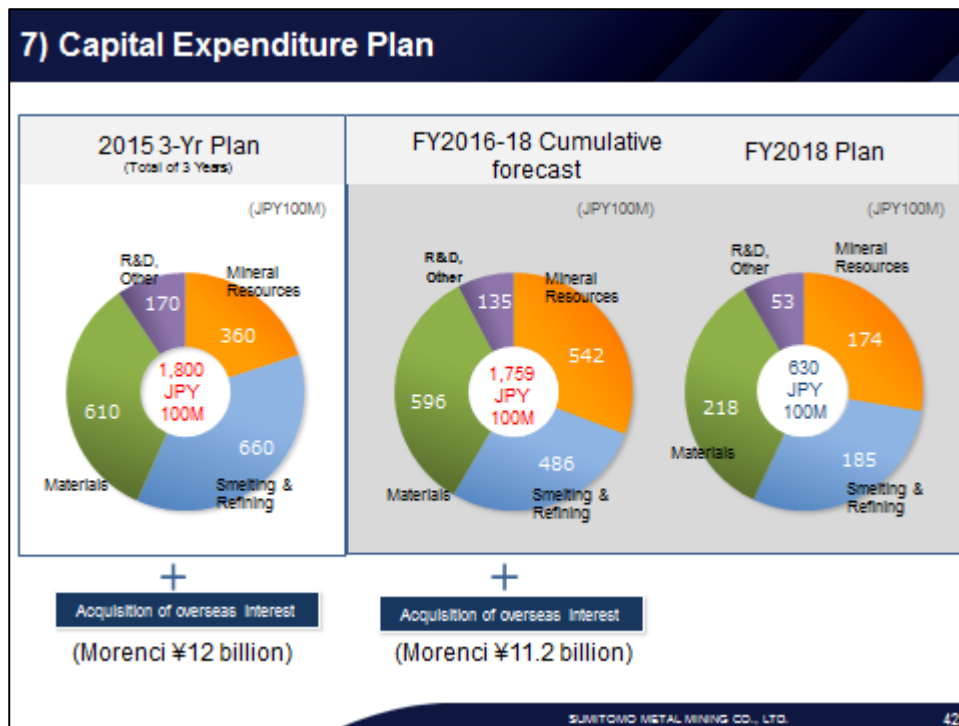 7) Capital Expenditure Plan
2015 3-Yr Plan
(Total of 3 Years)
(JPY100M)
R&D,
Other
Mineral
Resources
170
360
1,800
JPY
100M
610
660
Materials
Smelting &
Refining
FY2016-18 Cumulative
forecast
(JPY100M)
R&D,
Other
Mineral
Resources
135
542
1,759
JPY
100M
596
486
Materials
Smelting &
Refining
FY2018 Plan
(JPY100M)
R&D,
Other
Mineral
Resources
53
174
630
JPY
100M
218
185
Materials
Smelting &
Refining
+
Acquisition of overseas interest
(Morenci ¥12 billion)
+
Acquisition of overseas interest
(Morenci ¥11.2 billion)
SUMITOMO METAL MINING CO., LTD.
42